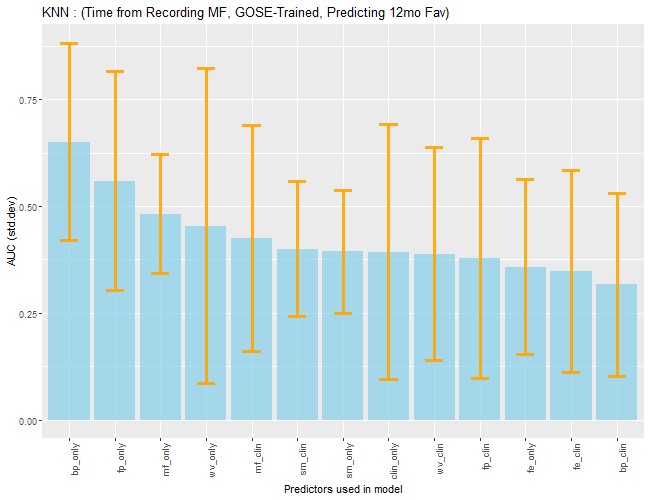 KNN : (Time from Recording MF, GOSE-Trained, Predicting 12mo Fav)
AUC (std.dev)
0.75
0.50
0.25
0.00
bp_only
fp_only
mf_only
wv_only
mf_clin
sm_clin
sm_only
clin_only
wv_clin
fp_clin
fe_only
fe_clin
bp_clin
Predictors used in model